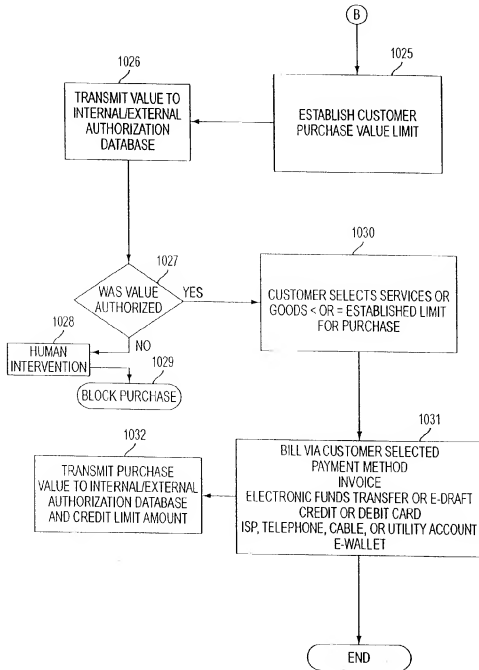 B
1025
ESTABLISH CUSTOMER
PURCHASE VALUE LIMIT
1026
TRANSMIT VALUE TO
INTERNAL/EXTERNAL
AUTHORIZATION
DATABASE
1027
WAS VALUE
AUTHORIZED
YES
NO
1028
HUMAN
INTERVENTION
1029
BLOCK PURCHASE
1030
CUSTOMER SELECTS SERVICES OR
GOODS < OR = ESTABLISHED LIMIT
FOR PURCHASE
1031
BILL VIA CUSTOMER SELECTED
PAYMENT METHOD
INVOICE
ELECTRONIC FUNDS TRANSFER OR E-DRAFT
CREDIT OR DEBIT CARD
ISP, TELEPHONE, CABLE, OR UTILITY ACCOUNT
E-WALLET
1032
TRANSMIT PURCHASE
VALUE TO INTERNAL/EXTERNAL
AUTHORIZATION DATABASE
AND CREDIT LIMIT AMOUNT
END